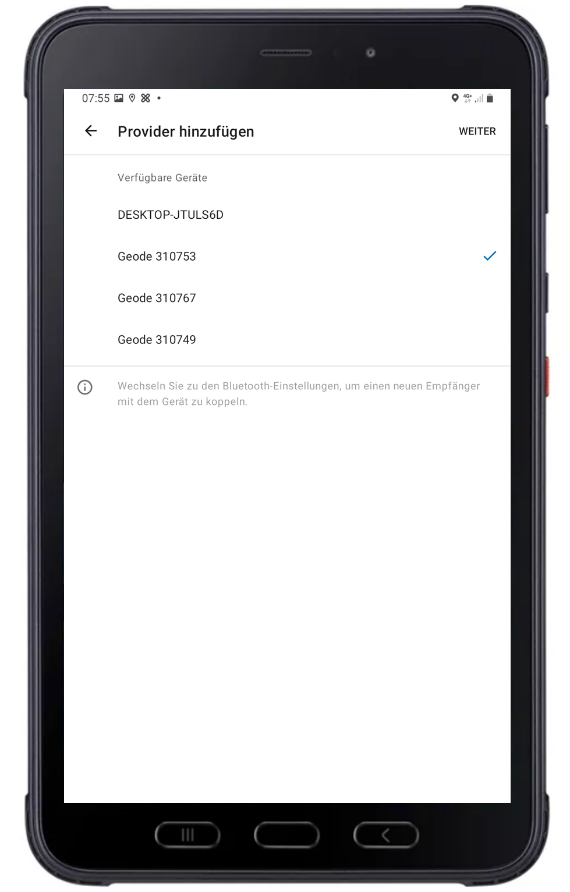 07:55
4G+
Provider hinzufügen
WEITER
Verfügbare Geräte
DESKTOP-JTULS6D
Geode 310753
Geode 310767
Geode 310749
Wechseln Sie zu den Bluetooth-Einstellungen, um einen neuen Empfänger
mit dem Gerät zu koppeln.